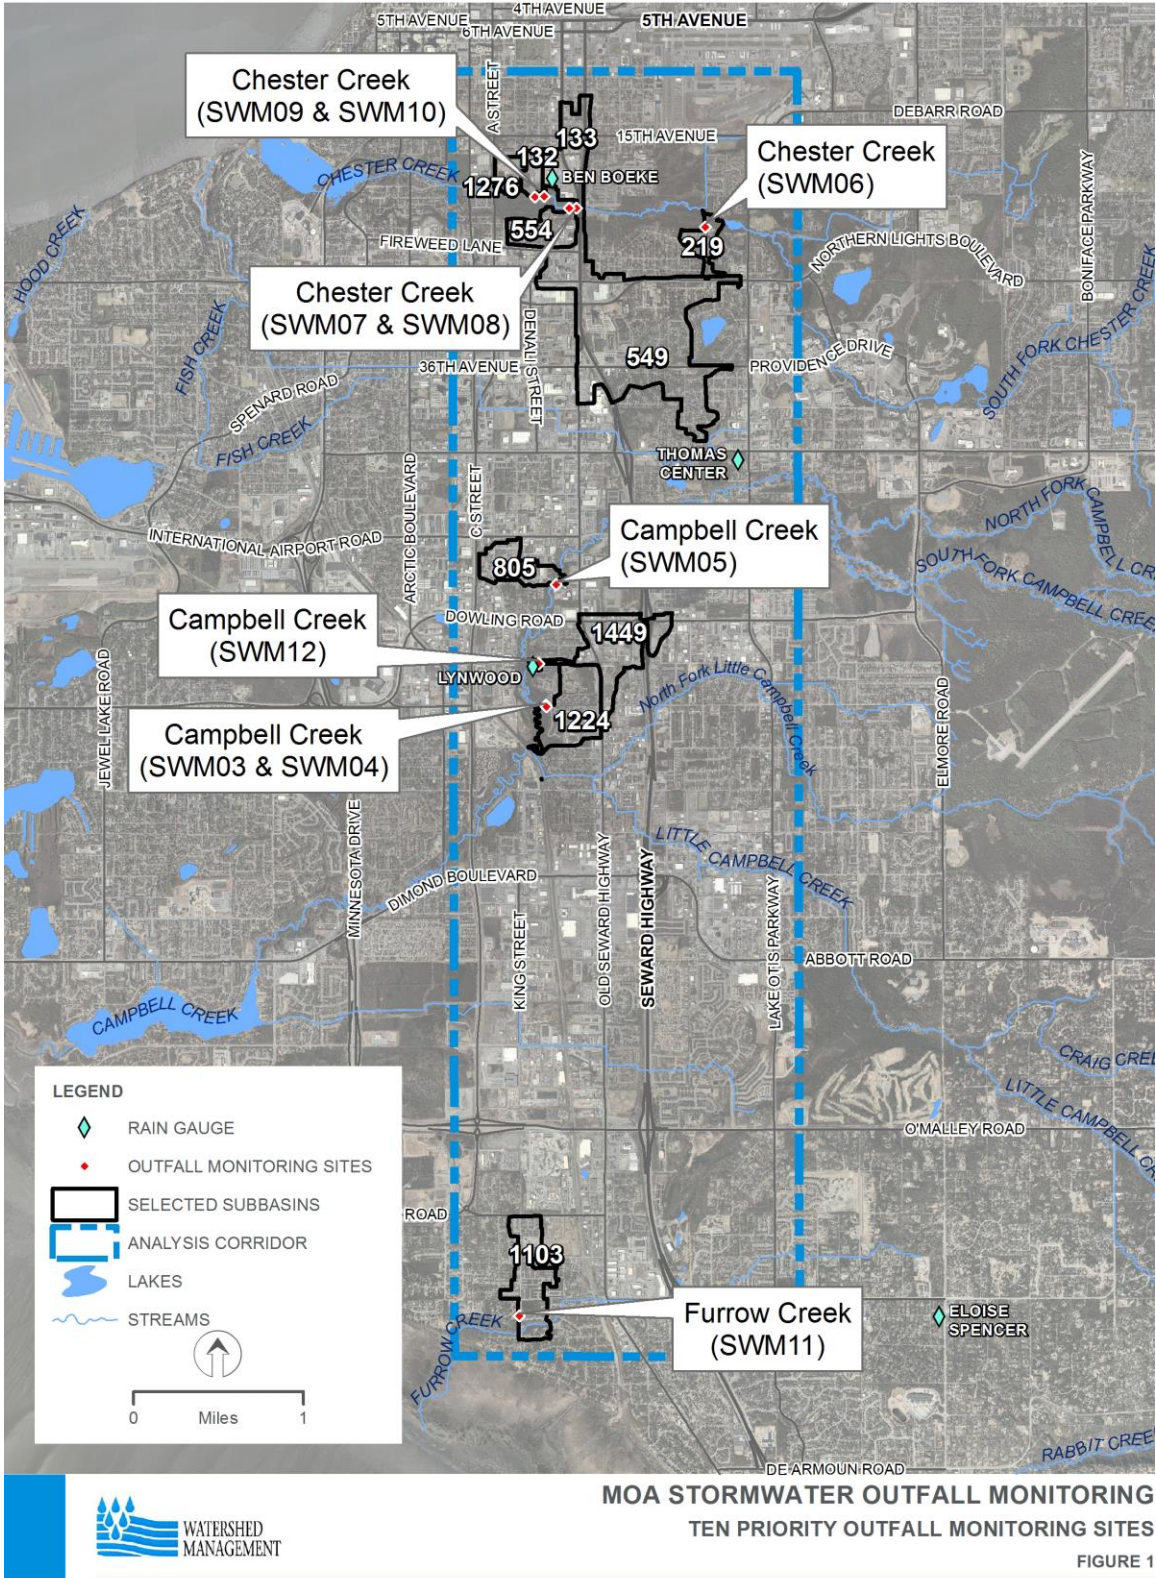 4TH AVENUE
5TH AVENUE
5TH AVENUE
6TH AVENUE
A STREET
Chester Creek
(SWM09 & SWM10)
DEBARR ROAD
133
15TH AVENUE
132
BEN BOEKE
Chester Creek
(SWM06)
CHESTER CREEK
1276
BONIFACE PARKWAY
554
FIREWEED LANE
219
HOOD CREEK
NORTHERN LIGHTS BOULEVARD
Chester Creek
(SWM07 & SWM08)
DENALI STREET
FISH CREEK
SOUTH FORK CHESTER CREEK
549
36TH AVENUE
PROVIDENCE DRIVE
SPENARD ROAD
FISH CREEK
THOMAS
CENTER
ARCTIC BOULEVARD
C STREET
NORTH FORK CAMPBELL CRE
INTERNATIONAL AIRPORT ROAD
Campbell Creek
(SWM05)
805
SOUTH FORK CAMPBELL CREEK
DOWLING ROAD
Campbell Creek
(SWM12)
1449
LYNWOOD
North Fork Little Campbell Creek
JEWEL LAKE ROAD
1224
Campbell Creek
(SWM03 & SWM04)
ELMORE ROAD
MINNESOTA DRIVE
LITTLE CAMPBELL CREEK
DIMOND BOULEVARD
KING STREET
OLD SEWARD HIGHWAY
SEWARD HIGHWAY
LAKE OTIS PARKWAY
ABBOTT ROAD
CAMPBELL CREEK
CRAIG CREE
LITTLE CAMPBELL CRE
O'MALLEY ROAD
LEGEND
RAIN GAUGE
OUTFALL MONITORING SITES
SELECTED SUBBASINS
ANALYSIS CORRIDOR
LAKES
STREAMS
0 Miles 1
ROAD
1103
FURROW CREEK
Furrow Creek
(SWM11)
ELOISE
SPENCER
RABBIT CREEK
DE ARMOUN ROAD
WATERSHED
MANAGEMENT
MOA STORMWATER OUTFALL MONITORING
TEN PRIORITY OUTFALL MONITORING SITES
FIGURE 1